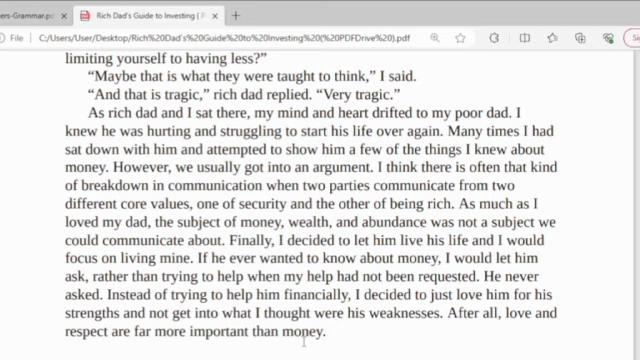 ers-Grammar.pdf
Rich Dad's Guide to Investing ( P
File
C:/Users/User/Desktop/Rich%20Dad's%20Guide%20to%20Investing%20(%20PDFDrive%20).pdf
limiting yourself to having less?”
“Maybe that is what they were taught to think,” I said.
“And that is tragic,” rich dad replied. “Very tragic.”
As rich dad and I sat there, my mind and heart drifted to my poor dad. I
knew he was hurting and struggling to start his life over again. Many times I had
sat down with him and attempted to show him a few of the things I knew about
money. However, we usually got into an argument. I think there is often that kind
of breakdown in communication when two parties communicate from two
different core values, one of security and the other of being rich. As much as I
loved my dad, the subject of money, wealth, and abundance was not a subject we
could communicate about. Finally, I decided to let him live his life and I would
focus on living mine. If he ever wanted to know about money, I would let him
ask, rather than trying to help when my help had not been requested. He never
asked. Instead of trying to help him financially, I decided to just love him for his
strengths and not get into what I thought were his weaknesses. After all, love and
respect are far more important than money.